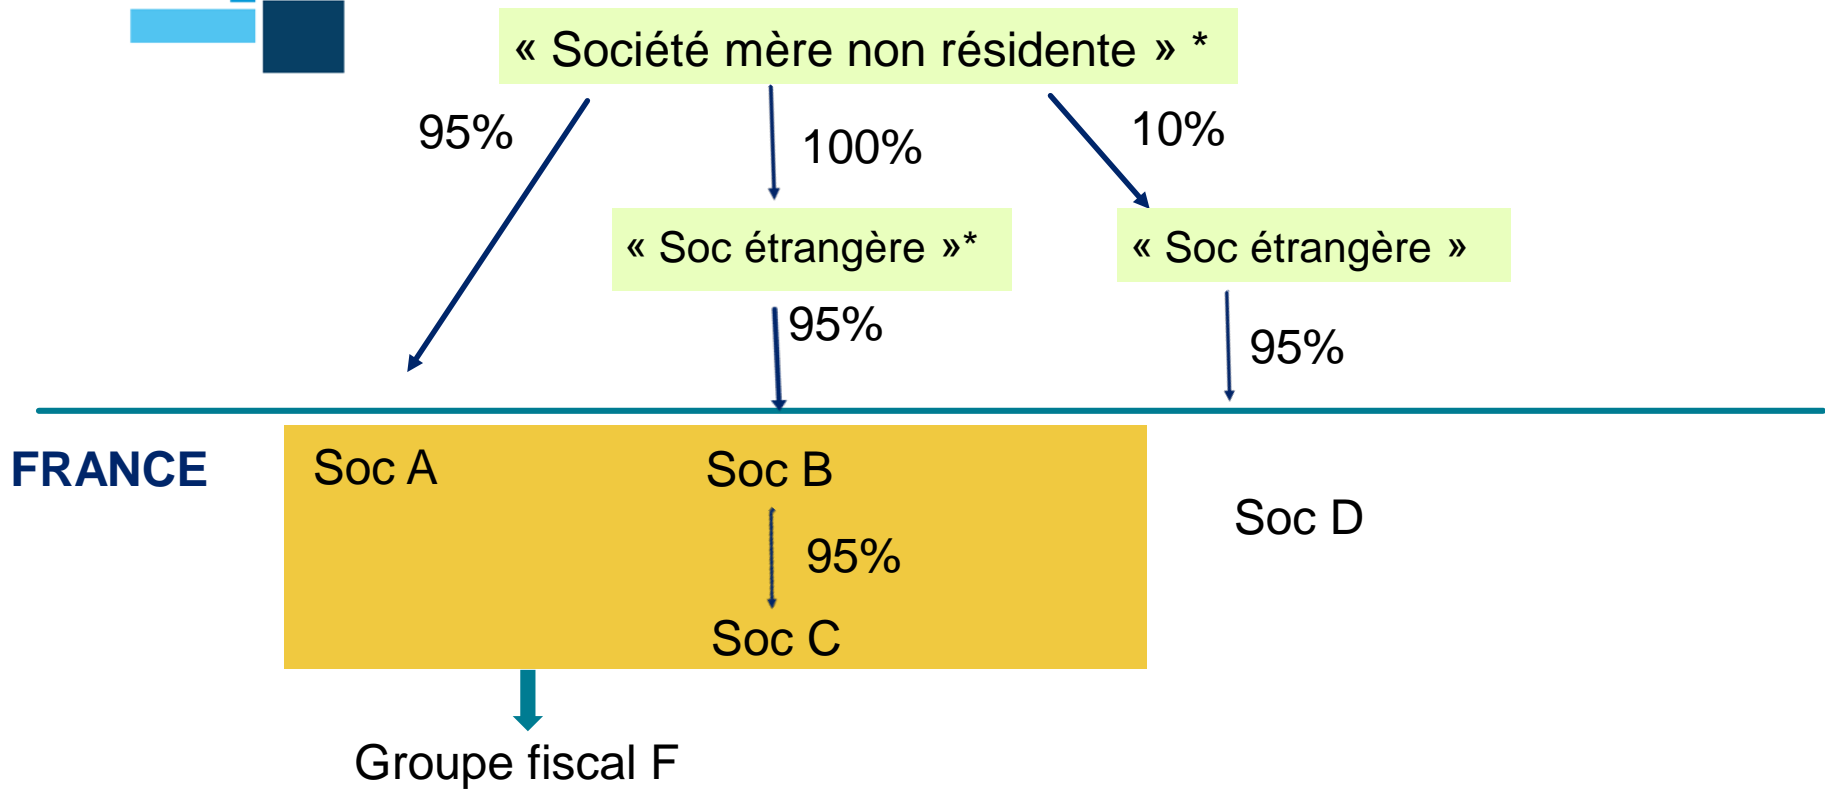 « Société mère non résidente » *
95%
100%
10%
« Soc étrangère »*
« Soc étrangère »
95%
95%
FRANCE
Soc A
Soc B
Soc D
95%
Soc C
Groupe fiscal F